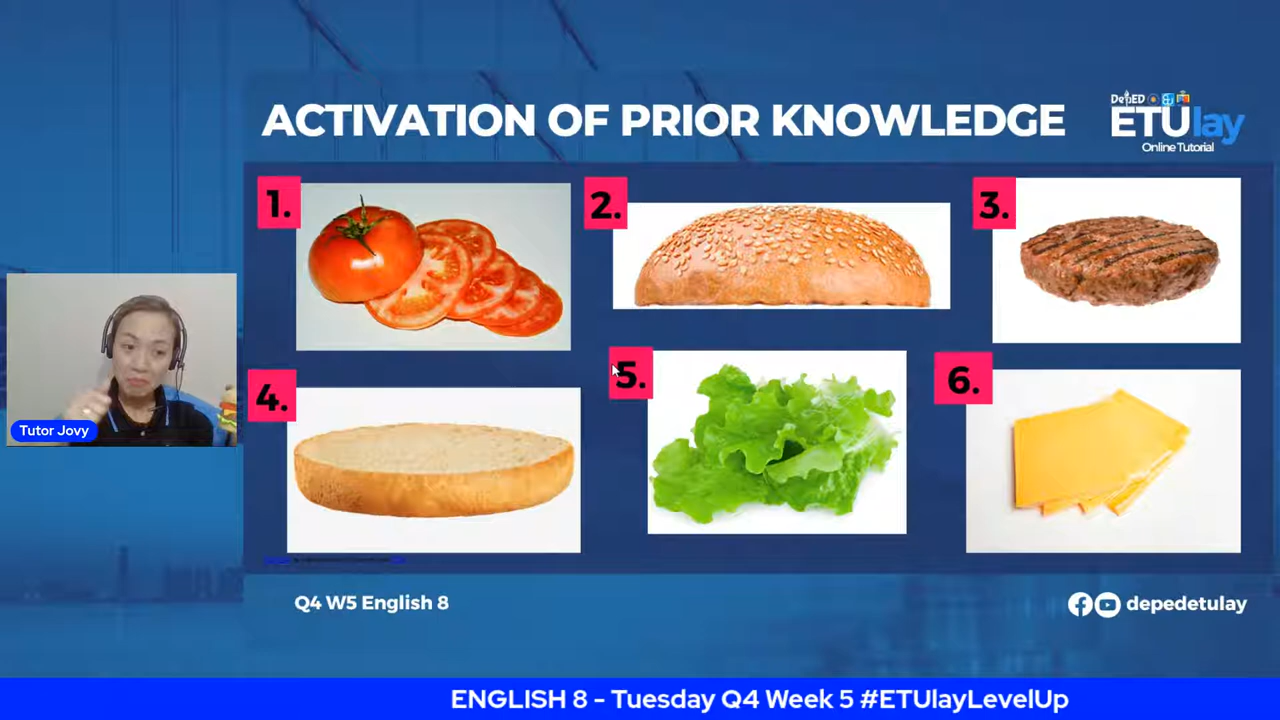 ACTIVATION OF PRIOR KNOWLEDGE
DepED
ETUlay
Online Tutorial
1.
2.
3.
4.
5.
6.
Tutor Jovy
Q4 W5 English 8
depedetulay
ENGLISH 8 - Tuesday Q4 Week 5 #ETUlayLevelUp